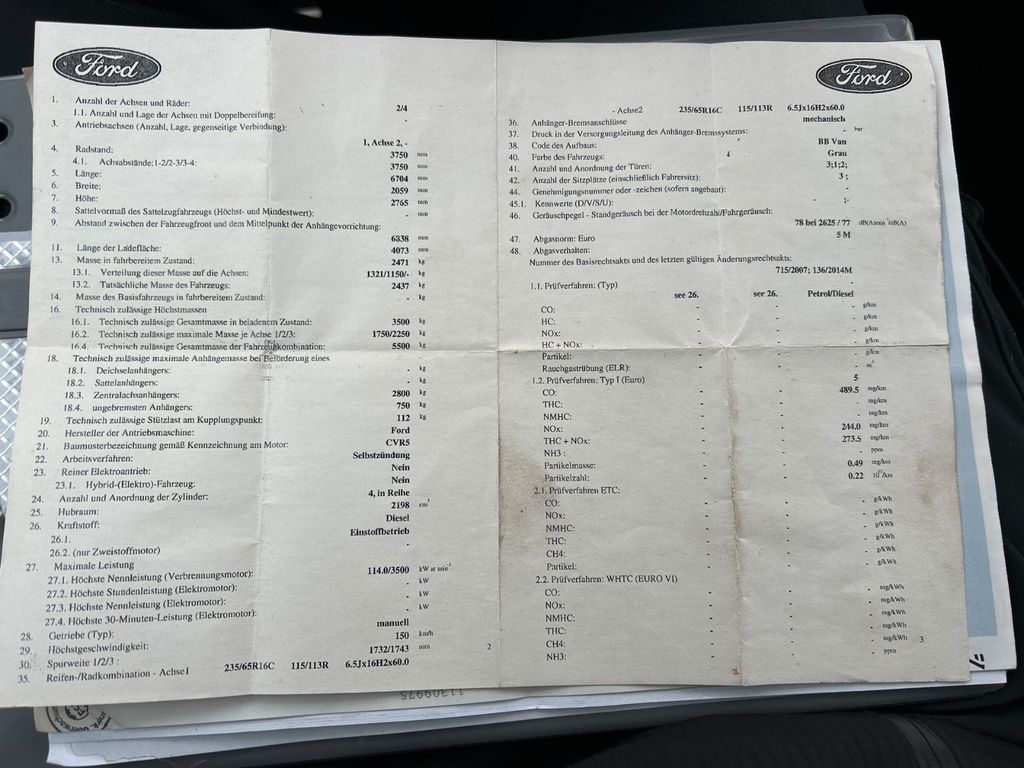 Ford
1. Anzahl der Achsen und Räder: 2/4
1.1. Anzahl und Lage der Achsen mit Doppelbereifung: -
3. Antriebsachsen (Anzahl, Lage, gegenseitige Verbindung):
1, Achse 2, -
4. Radstand: 3750 mm
4.1. Achsabstände:1-2/2-3/3-4: 3750 mm
5. Länge: 6704 mm
6. Breite: 2059 mm
7. Höhe: 2765 mm
8. Sattelvormaß des Sattelzugfahrzeugs (Höchst- und Mindestwert): - mm
9. Abstand zwischen der Fahrzeugfront und dem Mittelpunkt der Anhängevorrichtung:
6838 mm
11. Länge der Ladefläche: 4073 mm
13. Masse in fahrbereitem Zustand: 2471 kg
13.1. Verteilung dieser Masse auf die Achsen: 1321/1150/- kg
13.2. Tatsächliche Masse des Fahrzeugs: 2437 kg
14. Masse des Basisfahrzeugs in fahrbereitem Zustand: - kg
16. Technisch zulässige Höchstmassen
16.1. Technisch zulässige Gesamtmasse in beladenem Zustand: 3500 kg
16.2. Technisch zulässige maximale Masse je Achse 1/2/3: 1750/2250 kg
16.4. Technisch zulässige Gesamtmasse der Fahrzeugkombination: 5500 kg
18. Technisch zulässige maximale Anhängemasse bei Beförderung eines
18.1. Deichselanhängers: - kg
18.2. Sattelanhängers: - kg
18.3. Zentralachsanhängers: 2800 kg
18.4. ungebremsten Anhängers: 750 kg
19. Technisch zulässige Stützlast am Kupplungspunkt: 112 kg
20. Hersteller der Antriebsmaschine: Ford
21. Baumusterbezeichnung gemäß Kennzeichnung am Motor: CVR5
22. Arbeitsverfahren: Selbstzündung
23. Reiner Elektroantrieb: Nein
23.1. Hybrid-(Elektro)-Fahrzeug: Nein
24. Anzahl und Anordnung der Zylinder: 4, in Reihe
25. Hubraum: 2198 cm³
26. Kraftstoff: Diesel
26.1. Einstoffbetrieb
26.2. (nur Zweistoffmotor) -
27. Maximale Leistung
27.1. Höchste Nennleistung (Verbrennungsmotor): 114.0/3500 kW at min⁻¹
27.2. Höchste Stundenleistung (Elektromotor): - kW
27.3. Höchste Nennleistung (Elektromotor): - kW
27.4. Höchste 30-Minuten-Leistung (Elektromotor): - kW
28. Getriebe (Typ): manuell
29. Höchstgeschwindigkeit: 150 km/h
30. Spurweite 1/2/3 : 1732/1743 mm
35. Reifen-/Radkombination - Achse1 235/65R16C 115/113R 6.5Jx16H2x60.0
2
Ford
- Achse2 235/65R16C 115/113R 6.5Jx16H2x60.0
36. Anhänger-Bremsanschlüsse mechanisch
37. Druck in der Versorgungsleitung des Anhänger-Bremssystems: - bar
38. Code des Aufbaus: BB Van
40. Farbe des Fahrzeugs: Grau
41. Anzahl und Anordnung der Türen: 3;1;2;
42. Anzahl der Sitzplätze (einschließlich Fahrersitz): 3 ;
44. Genehmigungsnummer oder -zeichen (sofern angebaut): -
45.1. Kennwerte (D/V/S/U): - ;-
46. Geräuschpegel - Standgeräusch bei der Motordrehzahl/Fahrgeräusch:
78 bei 2625 / 77 dB(A)min⁻¹/dB(A)
47. Abgasnorm: Euro 5 M
48. Abgasverhalten:
Nummer des Basisrechtsakts und des letzten gültigen Änderungsrechtsakts:
715/2007; 136/2014M
1.1. Prüfverfahren: (Typ) -
see 26. see 26. Petrol/Diesel
CO: - - - g/km
HC: - - - g/km
NOx: - - - g/km
HC + NOx: - - - g/km
Partikel: - - - g/km
Rauchgastrübung (ELR): - - - m⁻¹
1.2. Prüfverfahren: Typ I (Euro) 5
CO: - - 489.5 mg/km
THC: - - - mg/km
NMHC: - - - mg/km
NOx: - - 244.0 mg/km
THC + NOx: - - 273.5 mg/km
NH3 : - - - ppm
Partikelmasse: - - 0.49 mg/km
Partikelzahl: - - 0.22 10¹¹/km
2.1. Prüfverfahren ETC:
CO: - - - g/kWh
NOx: - - - g/kWh
NMHC: - - - g/kWh
THC: - - - g/kWh
CH4: - - - g/kWh
Partikel: - - - g/kWh
2.2. Prüfverfahren: WHTC (EURO VI)
CO: - - - mg/kWh
NOx: - - - mg/kWh
NMHC: - - - mg/kWh
THC: - - - mg/kWh
CH4: - - - mg/kWh
NH3: - - - ppm
3
11309975